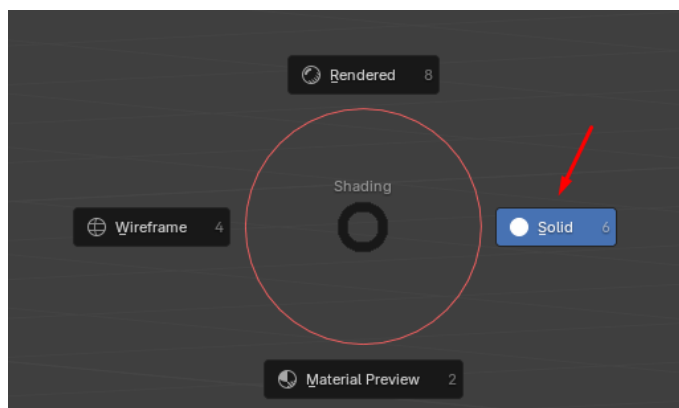 Rendered 8
Shading
Wireframe 4
Solid 6
Material Preview 2